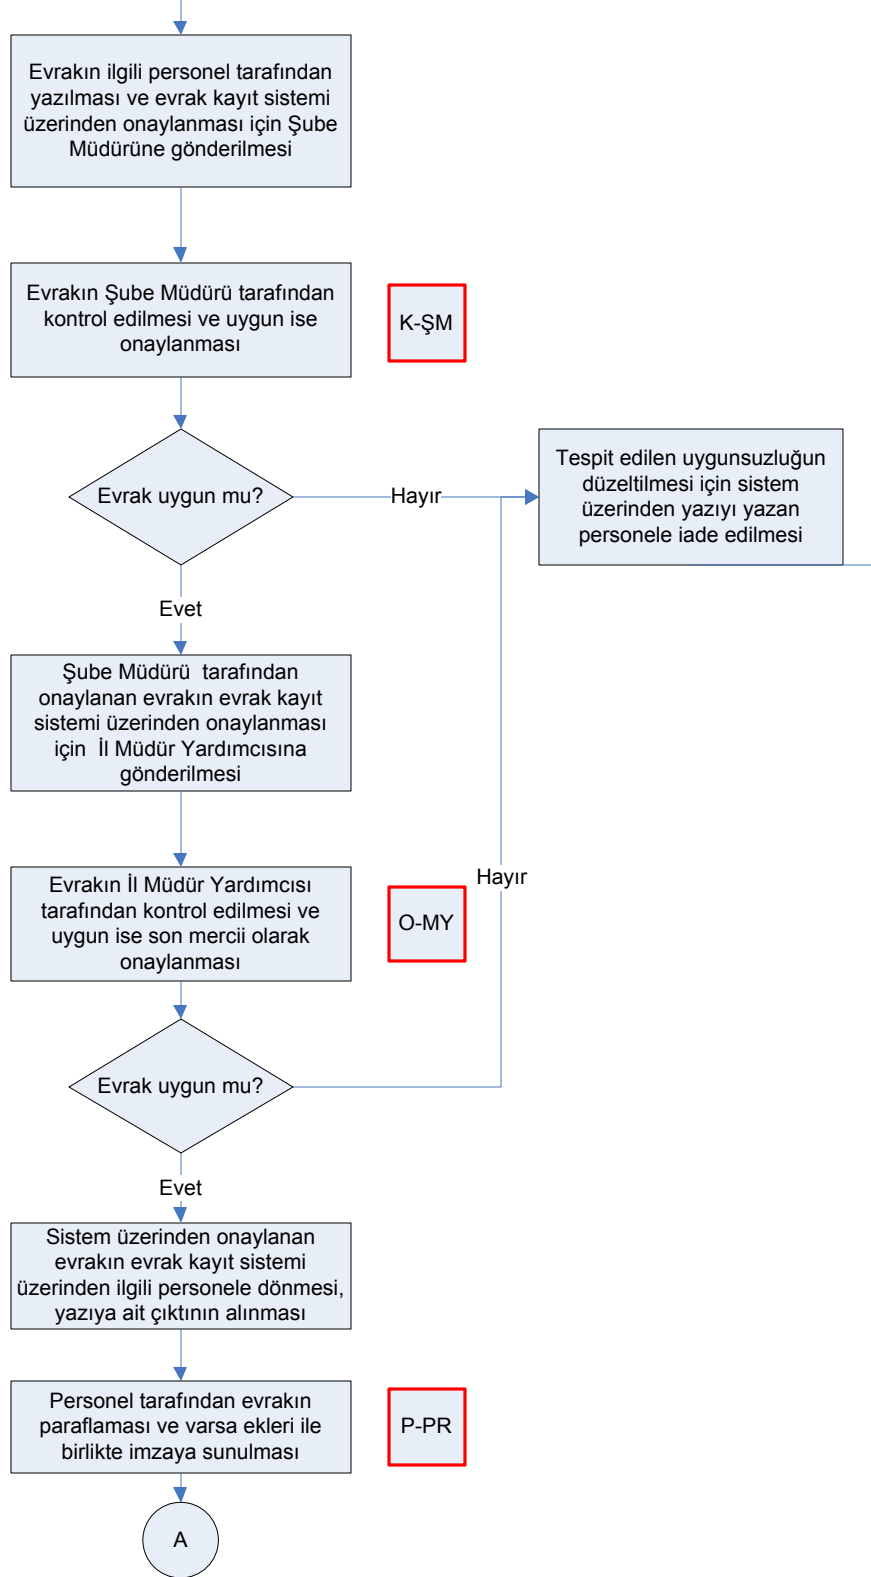 Evrakın ilgili personel tarafından
yazılması ve evrak kayıt sistemi
üzerinden onaylanması için Şube
Müdürüne gönderilmesi
Evrakın Şube Müdürü tarafından
kontrol edilmesi ve uygun ise
onaylanması
K-ŞM
Evrak uygun mu?
Hayır
Tespit edilen uygunsuzluğun
düzeltilmesi için sistem
üzerinden yazıyı yazan
personele iade edilmesi
Evet
Şube Müdürü  tarafından
onaylanan evrakın evrak kayıt
sistemi üzerinden onaylanması
için  İl Müdür Yardımcısına
gönderilmesi
Evrakın İl Müdür Yardımcısı
tarafından kontrol edilmesi ve
uygun ise son mercii olarak
onaylanması
O-MY
Hayır
Evrak uygun mu?
Evet
Sistem üzerinden onaylanan
evrakın evrak kayıt sistemi
üzerinden ilgili personele dönmesi,
yazıya ait çıktının alınması
Personel tarafından evrakın
paraflaması ve varsa ekleri ile
birlikte imzaya sunulması
P-PR
A